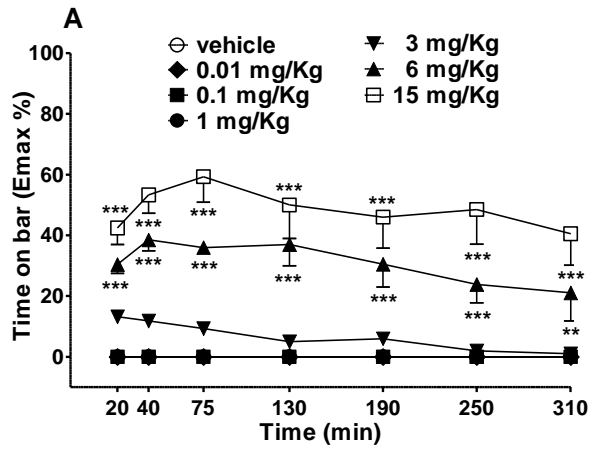 A
vehicle
0.01 mg/Kg
0.1 mg/Kg
1 mg/Kg
3 mg/Kg
6 mg/Kg
15 mg/Kg
Time on bar (Emax %)
100
80
60
40
20
0
***
***
***
***
***
***
***
***
***
***
***
***
***
**
20 40 75 130 190 250 310
Time (min)